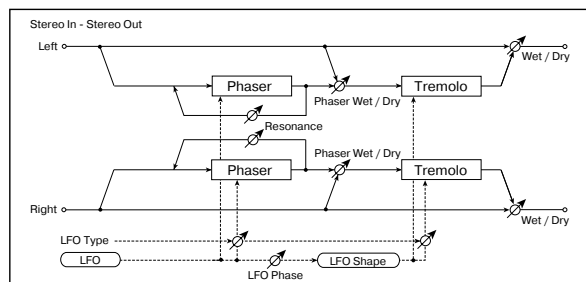 Stereo In - Stereo Out
Left
Wet / Dry
Phaser
Tremolo
Phaser Wet / Dry
Resonance
Phaser Wet / Dry
Phaser
Tremolo
Right
Wet / Dry
LFO Type
LFO
LFO Shape
LFO Phase